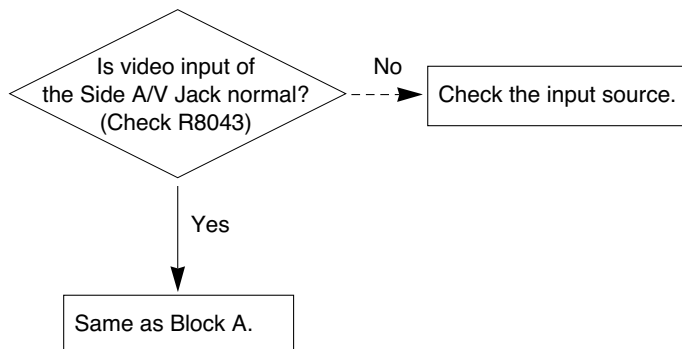 Is video input of
the Side A/V Jack normal?
(Check R8043)
No
Check the input source.
Yes
Same as Block A.